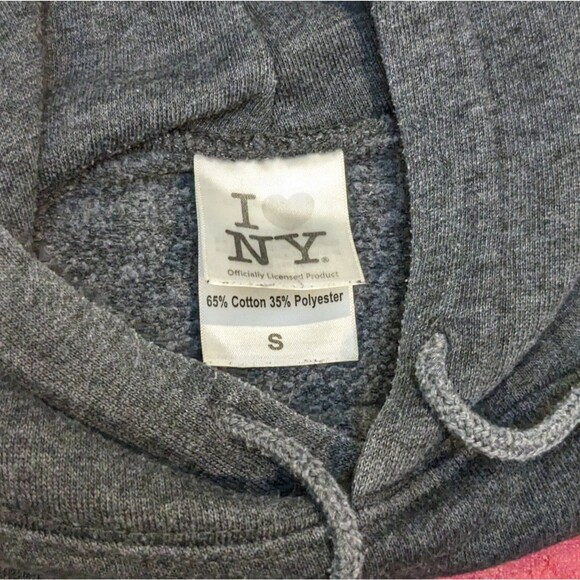 I ♥
NY®
Officially Licensed Product
65% Cotton 35% Polyester
S